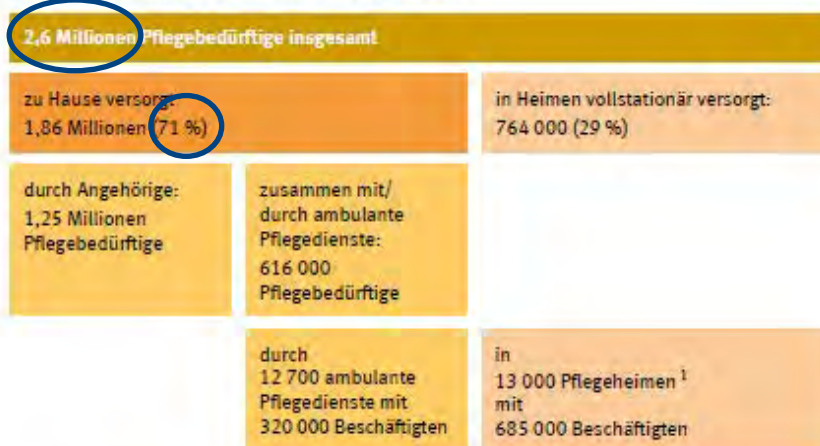 2,6 Millionen Pflegebedürftige insgesamt
zu Hause versorgt:
1,86 Millionen (71 %)
in Heimen vollstationär versorgt:
764 000 (29 %)
durch Angehörige:
1,25 Millionen
Pflegebedürftige
zusammen mit/
durch ambulante
Pflegedienste:
616 000
Pflegebedürftige
durch
12 700 ambulante
Pflegedienste mit
320 000 Beschäftigten
in
13 000 Pflegeheimen ¹
mit
685 000 Beschäftigten